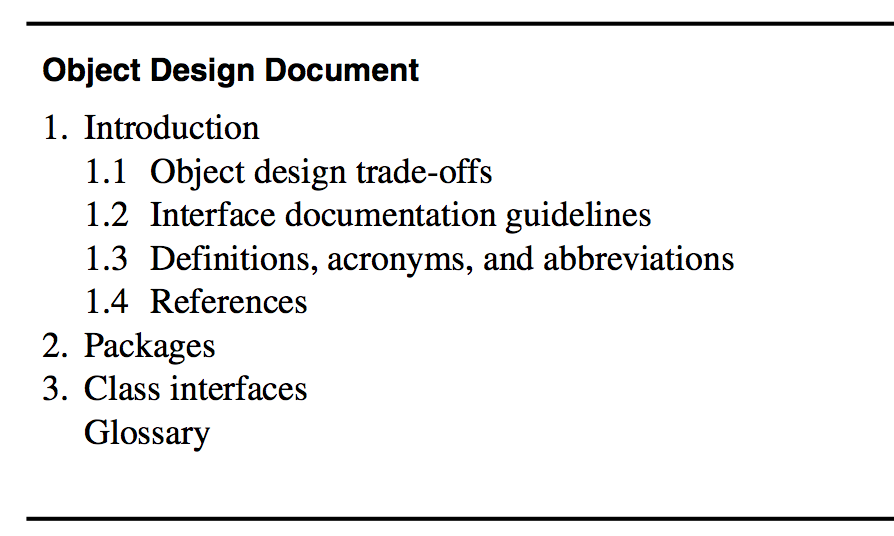 Object Design Document
1. Introduction
1.1 Object design trade-offs
1.2 Interface documentation guidelines
1.3 Definitions, acronyms, and abbreviations
1.4 References
2. Packages
3. Class interfaces
Glossary